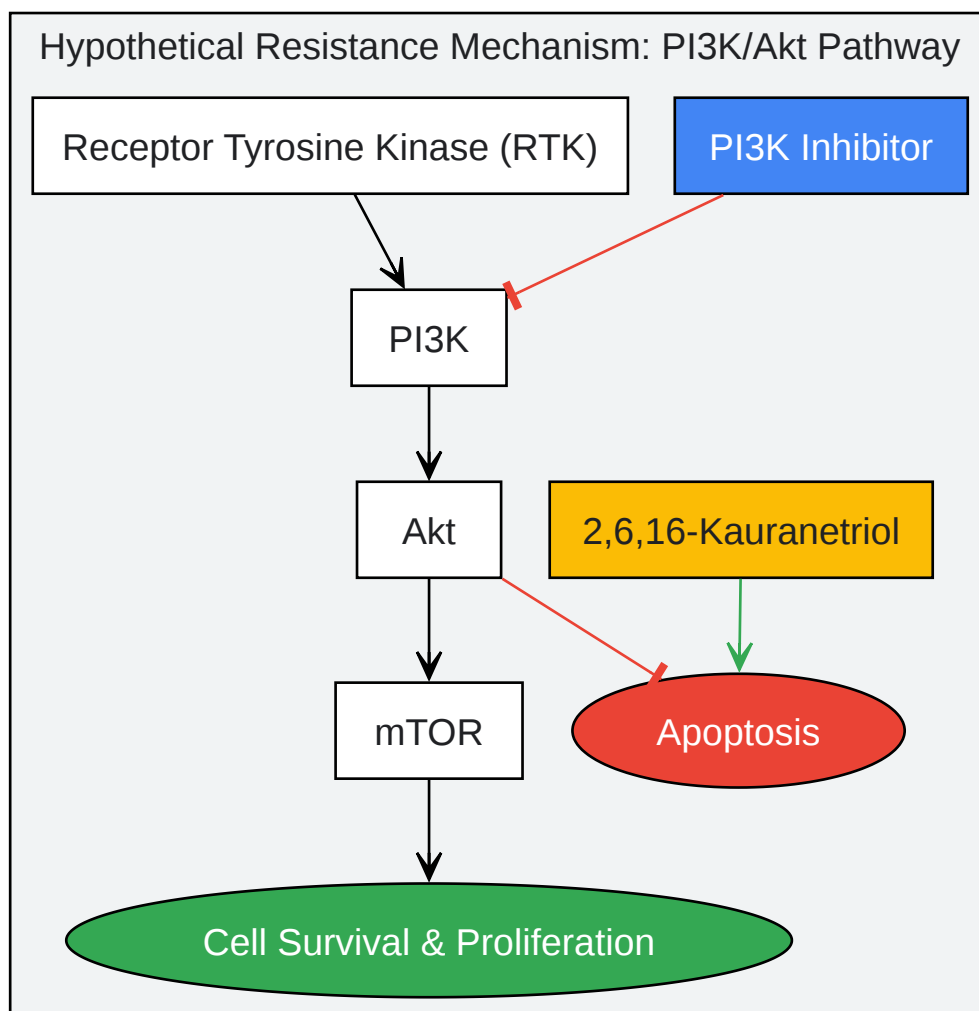 Hypothetical Resistance Mechanism: PI3K/Akt Pathway
Receptor Tyrosine Kinase (RTK)
PI3K Inhibitor
PI3K
Akt
2,6,16-Kauranetriol
mTOR
Apoptosis
Cell Survival & Proliferation